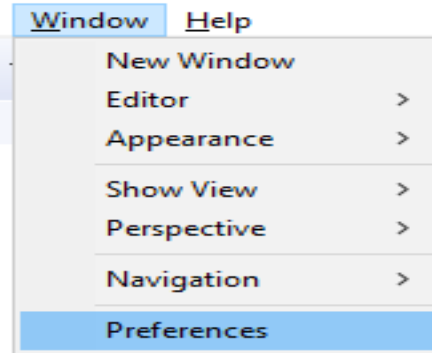 Window Help
New Window
Editor >
Appearance >
Show View >
Perspective >
Navigation >
Preferences